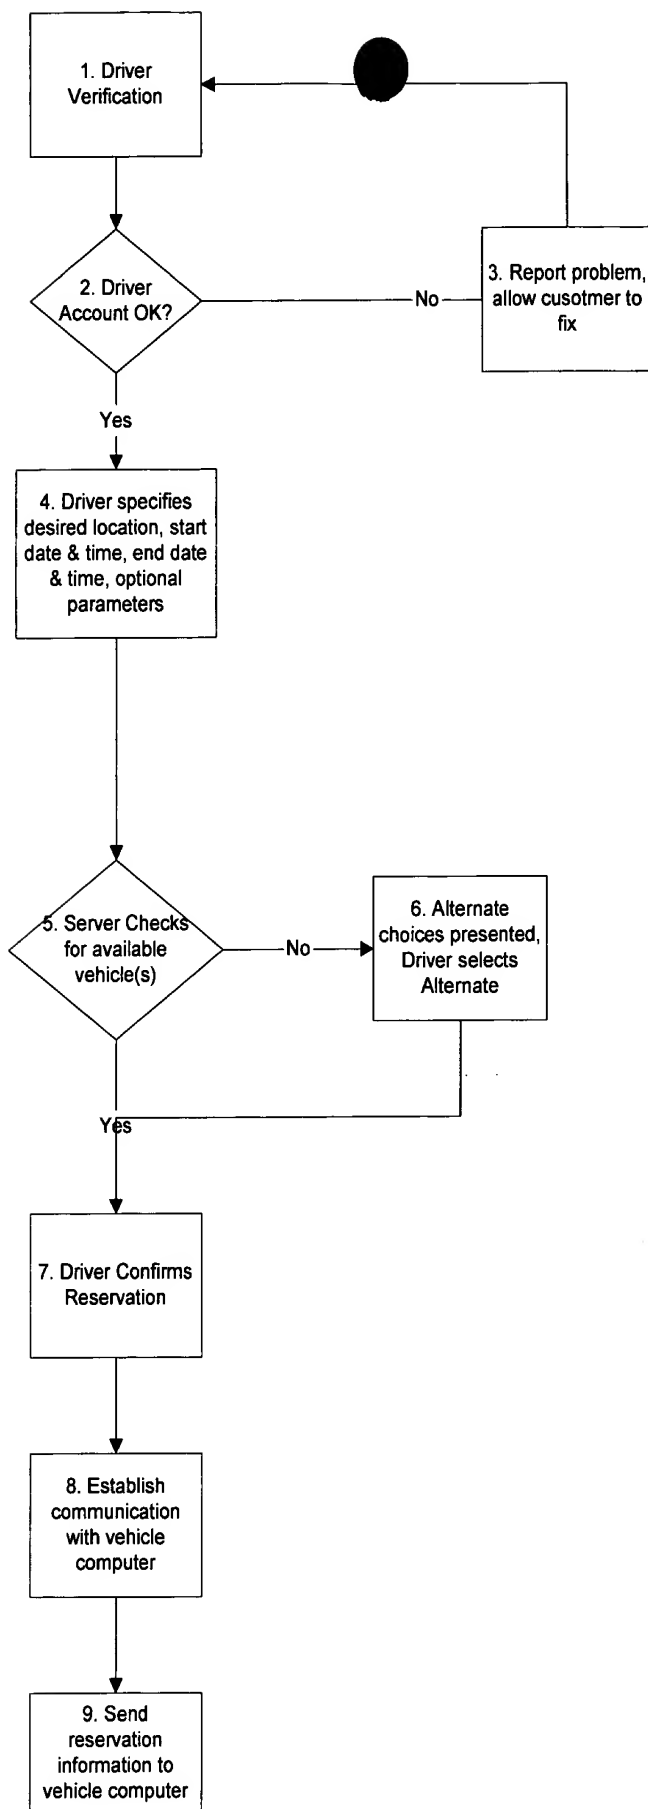 1. Driver
Verification
2. Driver
Account OK?
No
3. Report problem,
allow cusotmer to
fix
Yes
4. Driver specifies
desired location, start
date & time, end date
& time, optional
parameters
5. Server Checks
for available
vehicle(s)
No
6. Alternate
choices presented,
Driver selects
Alternate
Yes
7. Driver Confirms
Reservation
8. Establish
communication
with vehicle
computer
9. Send
reservation
information to
vehicle computer